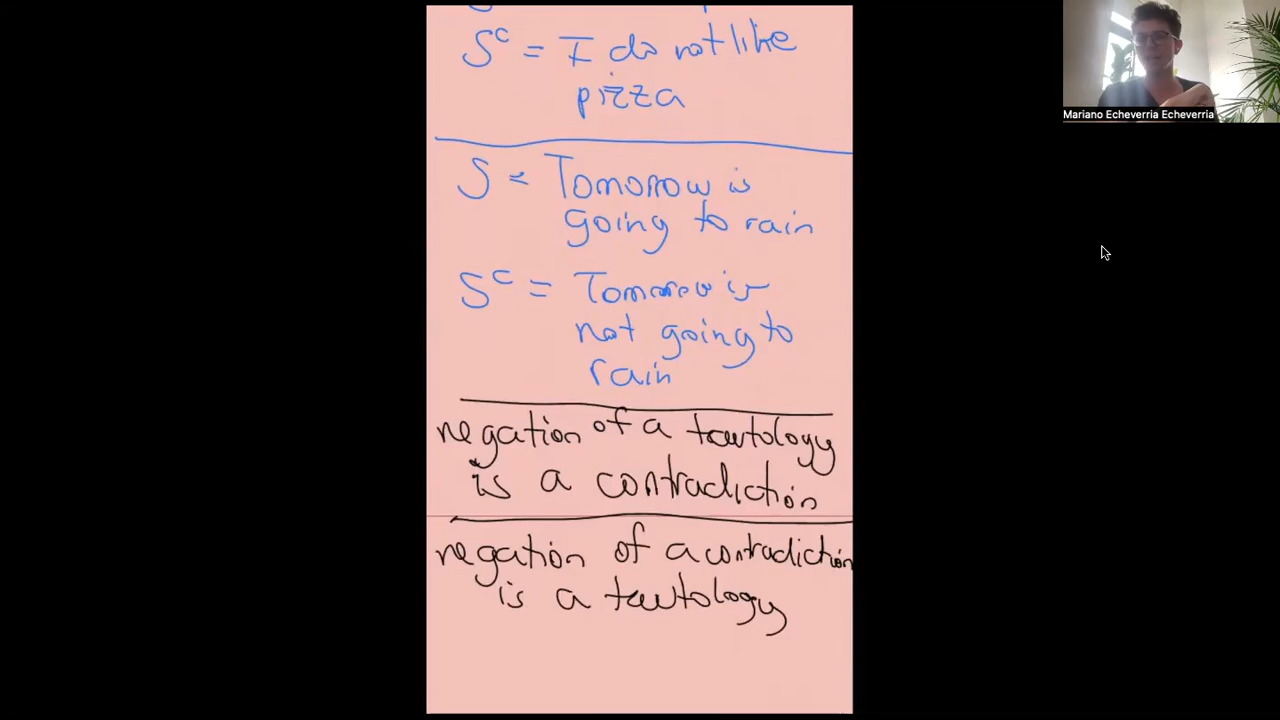 S^c = I do not like
pizza
S = Tomorrow is
going to rain
S^c = Tomorrow is
not going to
rain
negation of a tautology
is a contradiction
negation of a contradiction
is a tautology
Mariano Echeverria Echeverria